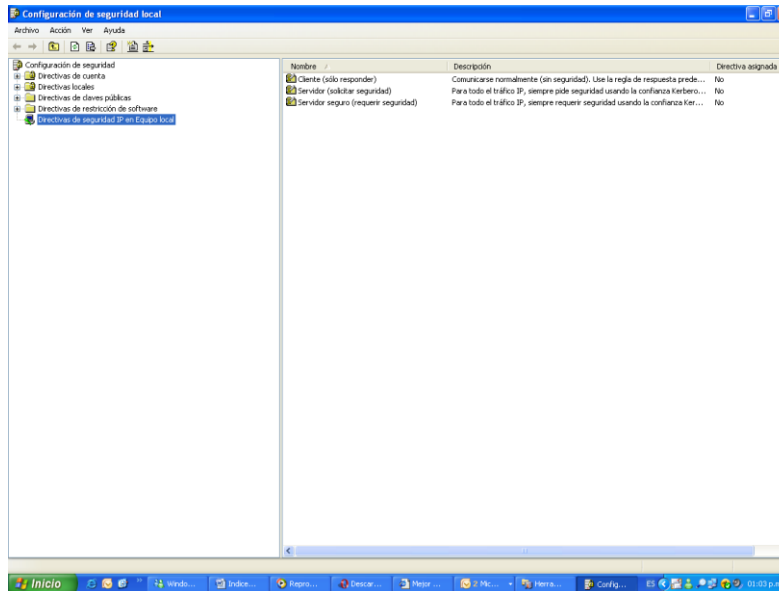 Configuración de seguridad local
Archivo Acción Ver Ayuda
Configuración de seguridad
Directivas de cuenta
Directivas locales
Directivas de claves públicas
Directivas de restricción de software
Directivas de seguridad IP en Equipo local
Nombre Descripción Directiva asignada
Cliente (sólo responder) Comunicarse normalmente (sin seguridad). Use la regla de respuesta prede... No
Servidor (solicitar seguridad) Para todo el tráfico IP, siempre pide seguridad usando la confianza Kerbero... No
Servidor seguro (requerir seguridad) Para todo el tráfico IP, siempre requerir seguridad usando la confianza Ker... No
Inicio Windo... Indice... Repro... Descar... Mejor ... 2 Mic... Herra... Config... ES 01:03 p.m